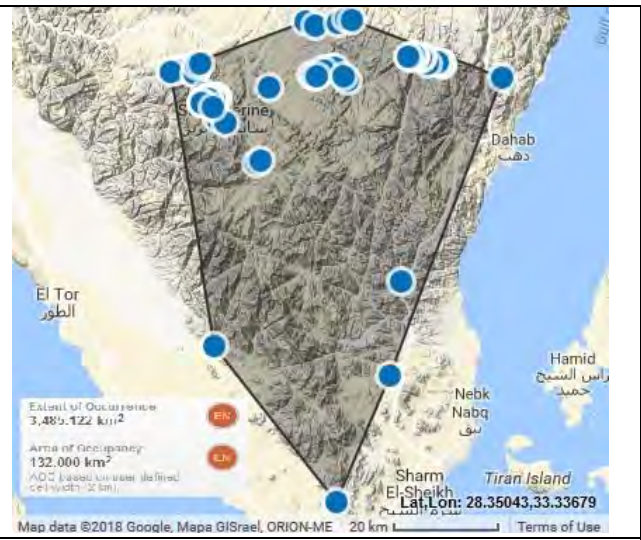 Gulf
Dahab
دهب
El Tor
الطور
Hamid
راس الشيخ
حميد
Nebk
Nabq
نبق
Extent of Occurrence
3,485.122 km²
EN
Area of Occupancy
132.000 km²
EN
AOO based on user defined
cell width (2 km),
Sharm
El-Sheikh
Tiran Island
Lat,Lon: 28.35043,33.33679
Map data ©2018 Google, Mapa GISrael, ORION-ME
20 km
Terms of Use